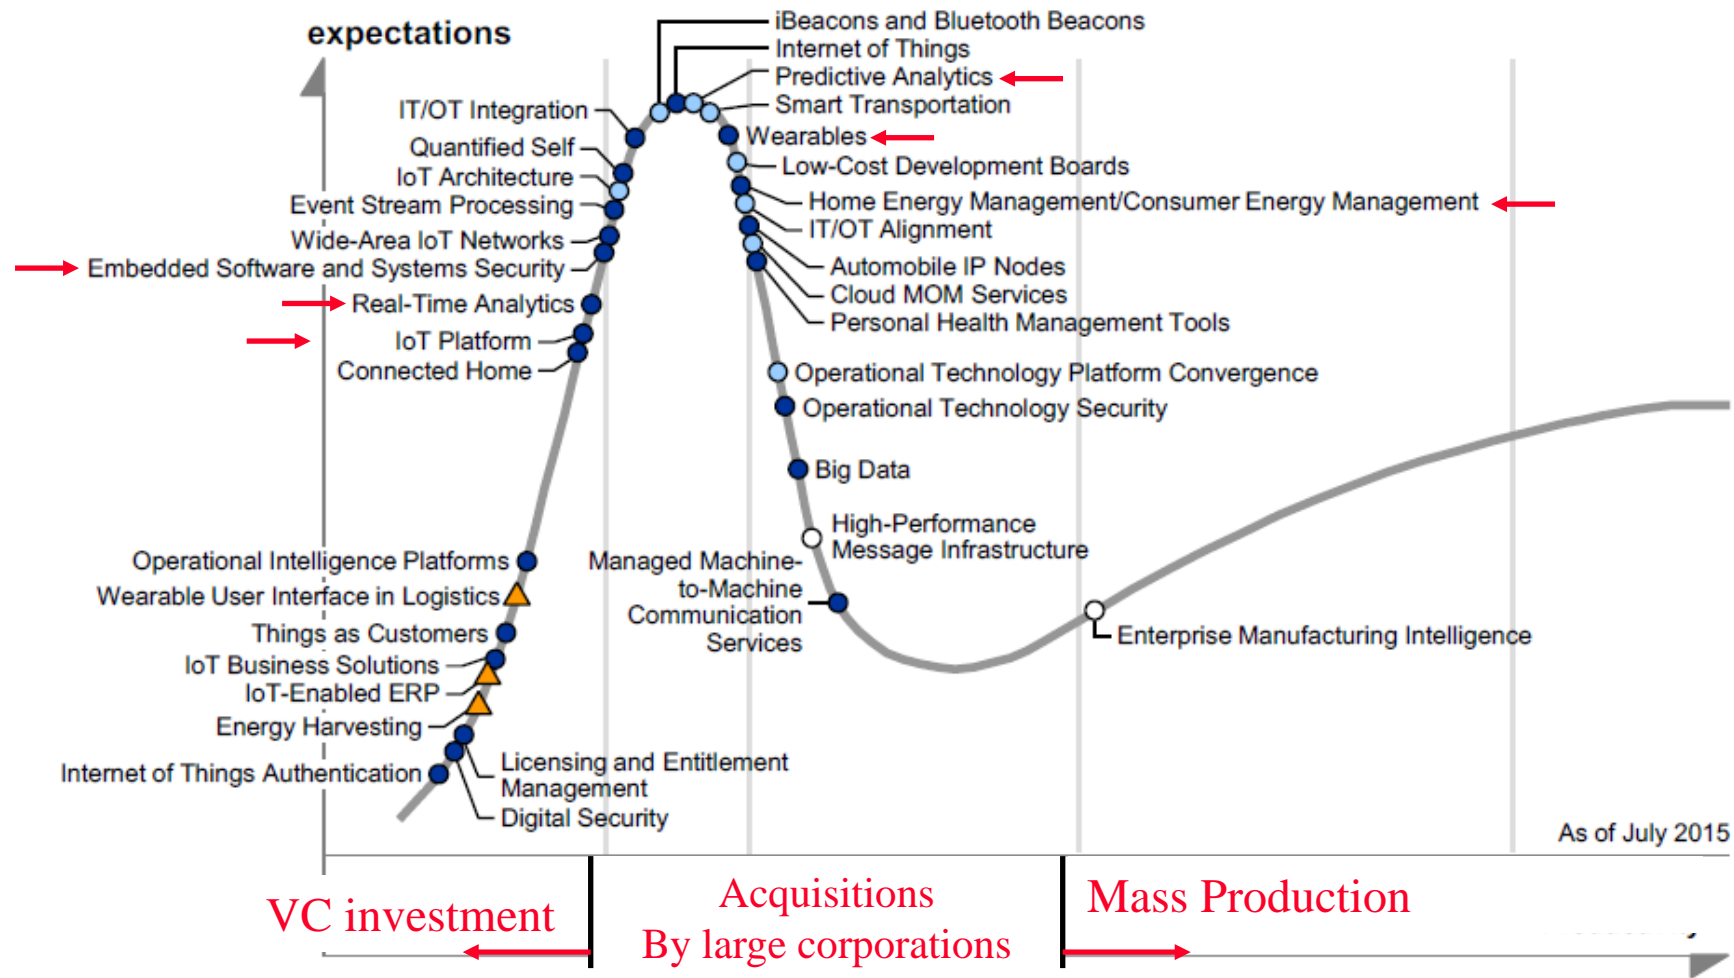 expectations
iBeacons and Bluetooth Beacons
Internet of Things
Predictive Analytics
Smart Transportation
Wearables
Low-Cost Development Boards
Home Energy Management/Consumer Energy Management
IT/OT Alignment
Automobile IP Nodes
Cloud MOM Services
Personal Health Management Tools
Operational Technology Platform Convergence
Operational Technology Security
Big Data
High-Performance
Message Infrastructure
Managed Machine-
to-Machine
Communication
Services
Enterprise Manufacturing Intelligence
IT/OT Integration
Quantified Self
IoT Architecture
Event Stream Processing
Wide-Area IoT Networks
Embedded Software and Systems Security
Real-Time Analytics
IoT Platform
Connected Home
Operational Intelligence Platforms
Wearable User Interface in Logistics
Things as Customers
IoT Business Solutions
IoT-Enabled ERP
Energy Harvesting
Licensing and Entitlement
Management
Internet of Things Authentication
Digital Security
As of July 2015
VC investment
Acquisitions
By large corporations
Mass Production